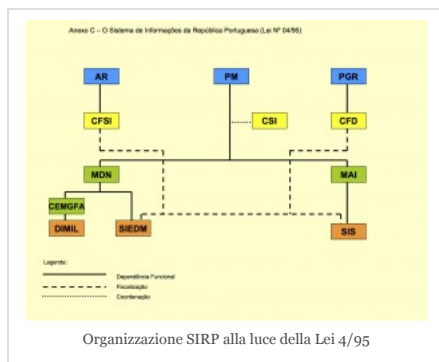 Anexo C – O Sistema de Informações da República Portuguesa (Lei Nº 04/95)
AR PM PGR
CFSI CSI CFD
MDN MAI
CEMGFA
DIMIL SIEDM SIS
Legenda:
Dependência Funcional
Fiscalização
Coordenação
Organizzazione SIRP alla luce della Lei 4/95